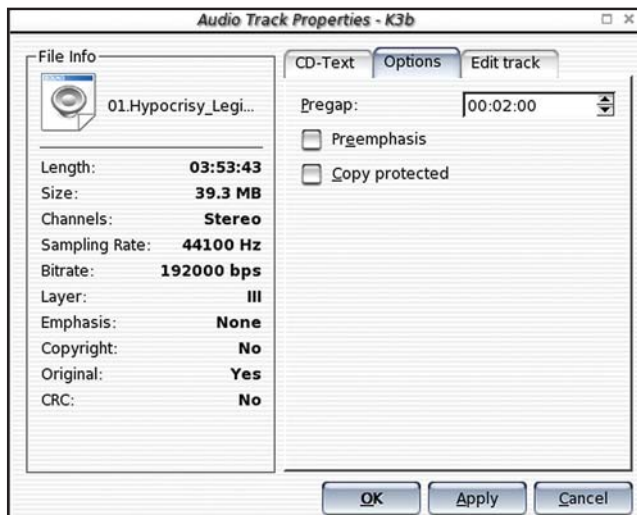 Audio Track Properties - K3b
File Info
01.Hypocrisy_Legi...
Length: 03:53:43
Size: 39.3 MB
Channels: Stereo
Sampling Rate: 44100 Hz
Bitrate: 192000 bps
Layer: III
Emphasis: None
Copyright: No
Original: Yes
CRC: No
CD-Text Options Edit track
Pregap: 00:02:00
Preemphasis
Copy protected
OK Apply Cancel